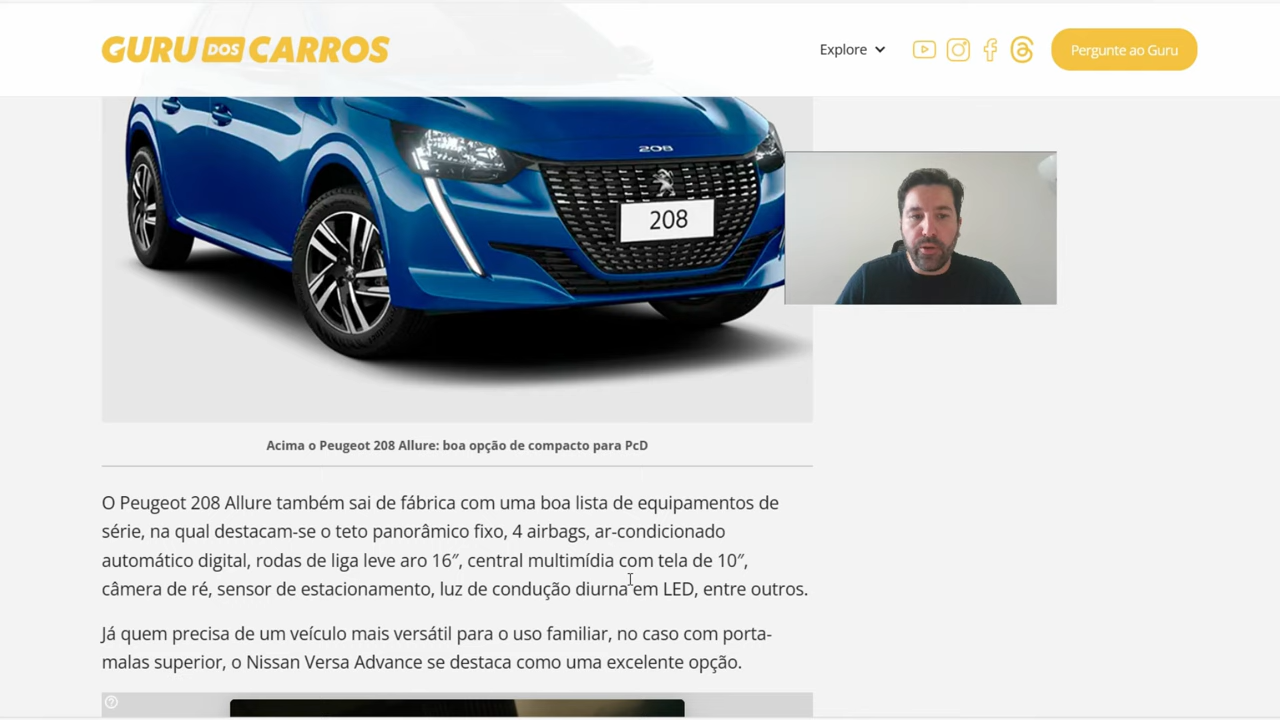 GURU DOS CARROS
Explore
Pergunte ao Guru
208
208
Acima o Peugeot 208 Allure: boa opção de compacto para PcD
O Peugeot 208 Allure também sai de fábrica com uma boa lista de equipamentos de
série, na qual destacam-se o teto panorâmico fixo, 4 airbags, ar-condicionado
automático digital, rodas de liga leve aro 16″, central multimídia com tela de 10″,
câmera de ré, sensor de estacionamento, luz de condução diurna em LED, entre outros.
Já quem precisa de um veículo mais versátil para o uso familiar, no caso com porta-
malas superior, o Nissan Versa Advance se destaca como uma excelente opção.